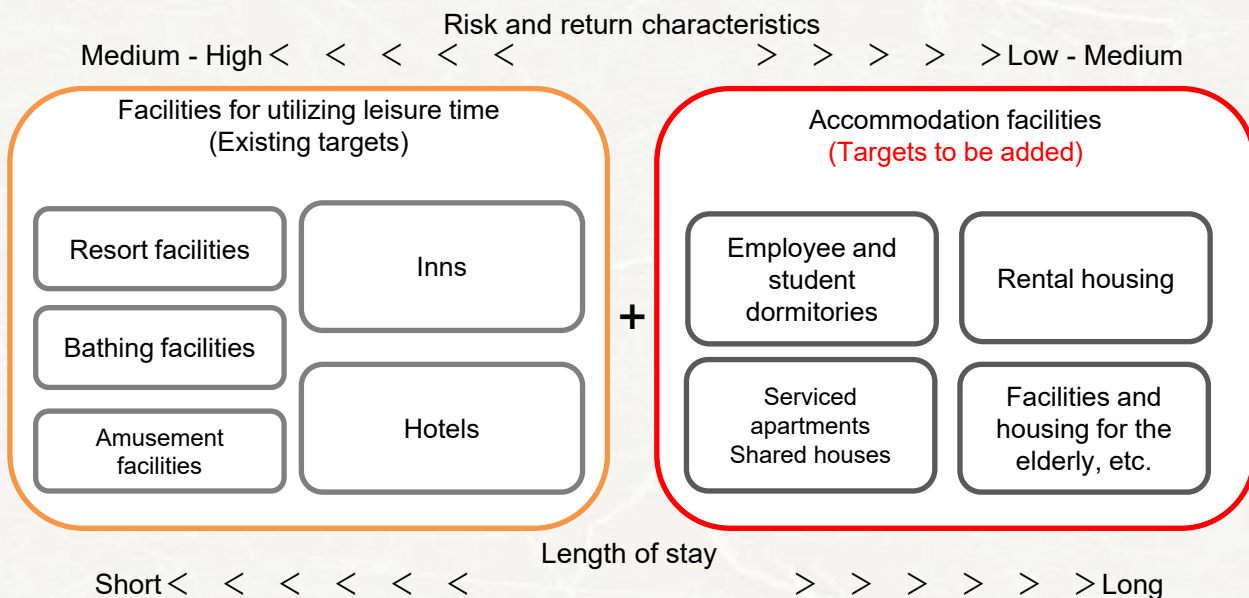 Risk and return characteristics
Medium - High < < < < < < > > > > > > Low - Medium
Facilities for utilizing leisure time
(Existing targets)
Resort facilities
Bathing facilities
Amusement
facilities
Inns
Hotels
+
Accommodation facilities
(Targets to be added)
Employee and
student
dormitories
Rental housing
Serviced
apartments
Shared houses
Facilities and
housing for the
elderly, etc.
Length of stay
Short < < < < < < < > > > > > > > Long